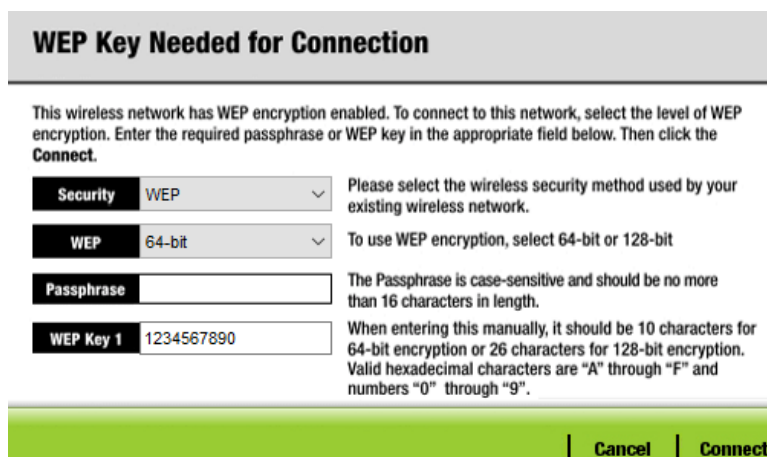 WEP Key Needed for Connection
This wireless network has WEP encryption enabled. To connect to this network, select the level of WEP
encryption. Enter the required passphrase or WEP key in the appropriate field below. Then click the
Connect.
Security WEP Please select the wireless security method used by your
existing wireless network.
WEP 64-bit To use WEP encryption, select 64-bit or 128-bit
Passphrase The Passphrase is case-sensitive and should be no more
than 16 characters in length.
WEP Key 1 1234567890 When entering this manually, it should be 10 characters for
64-bit encryption or 26 characters for 128-bit encryption.
Valid hexadecimal characters are “A” through “F” and
numbers “0” through “9”.
Cancel Connect